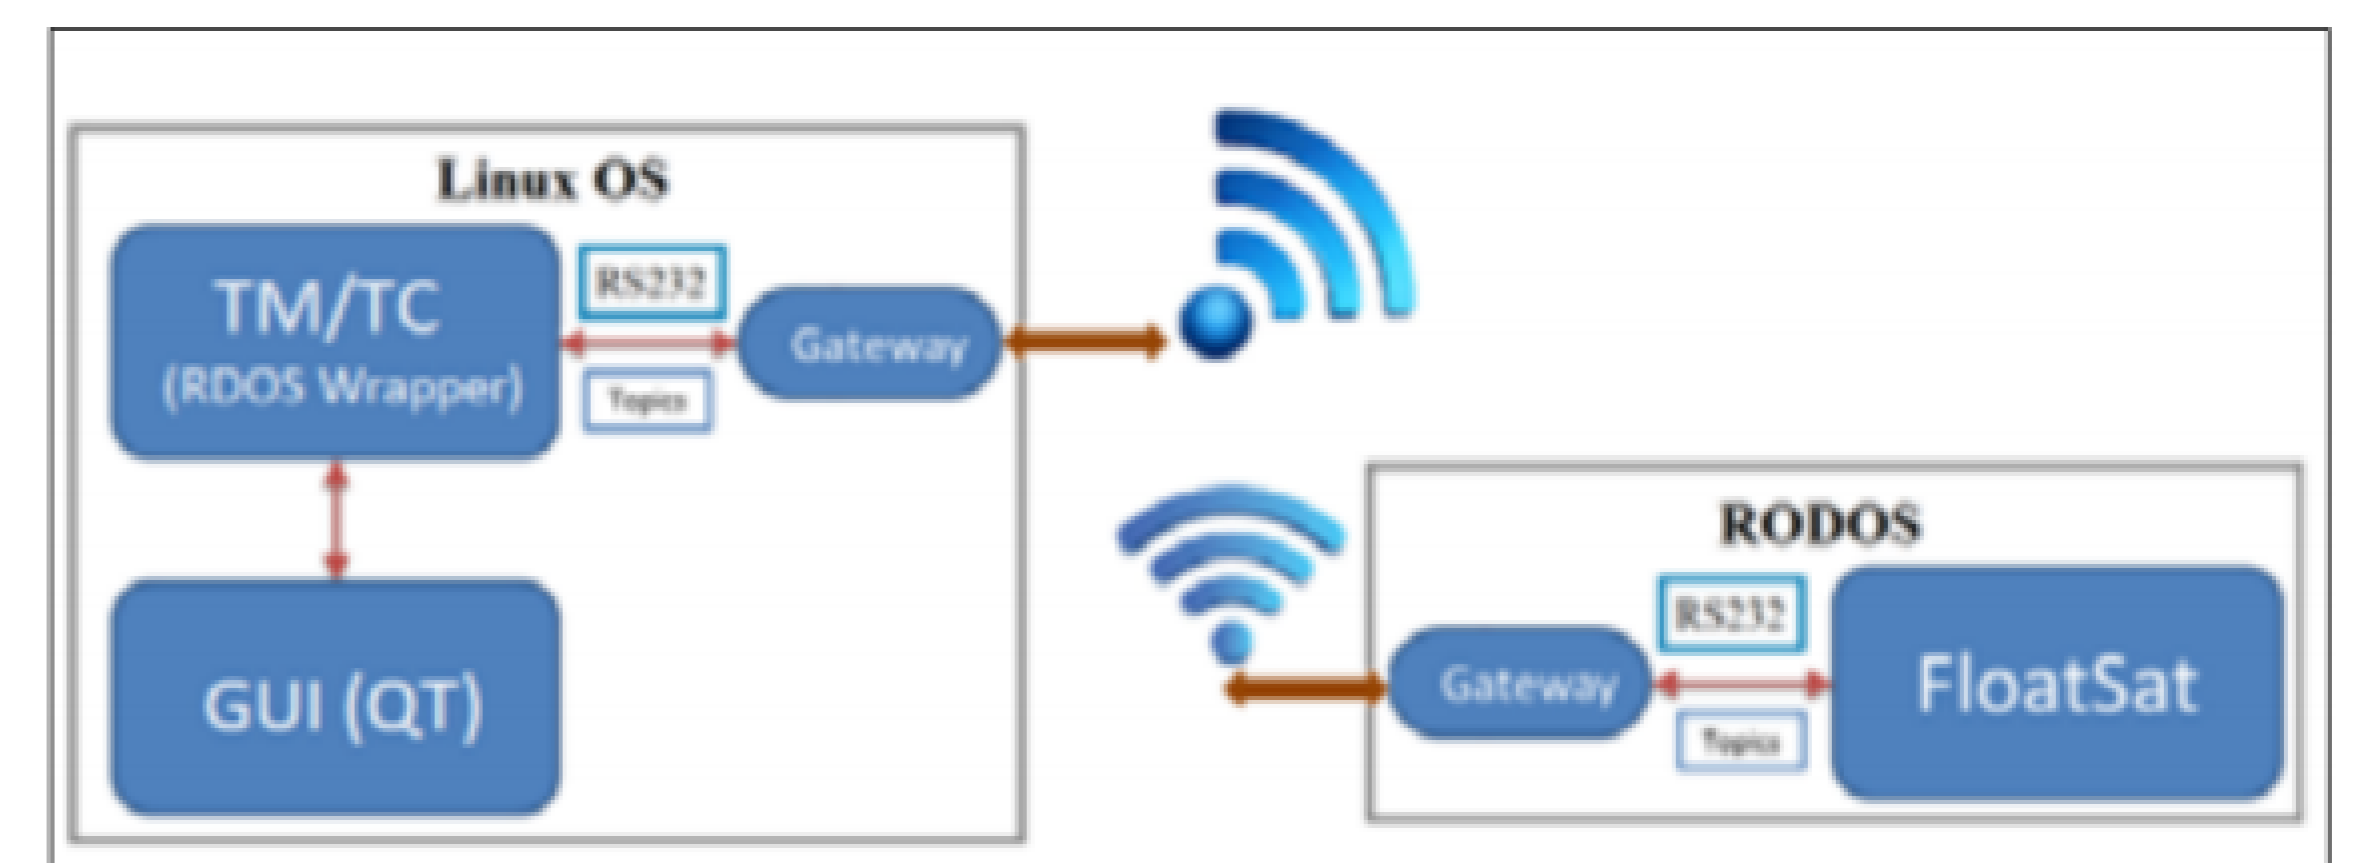 Linux OS
TM/TC
(RDOS Wrapper)
RS232
Topics
Gateway
GUI (QT)
RODOS
Gateway
RS232
Topics
FloatSat